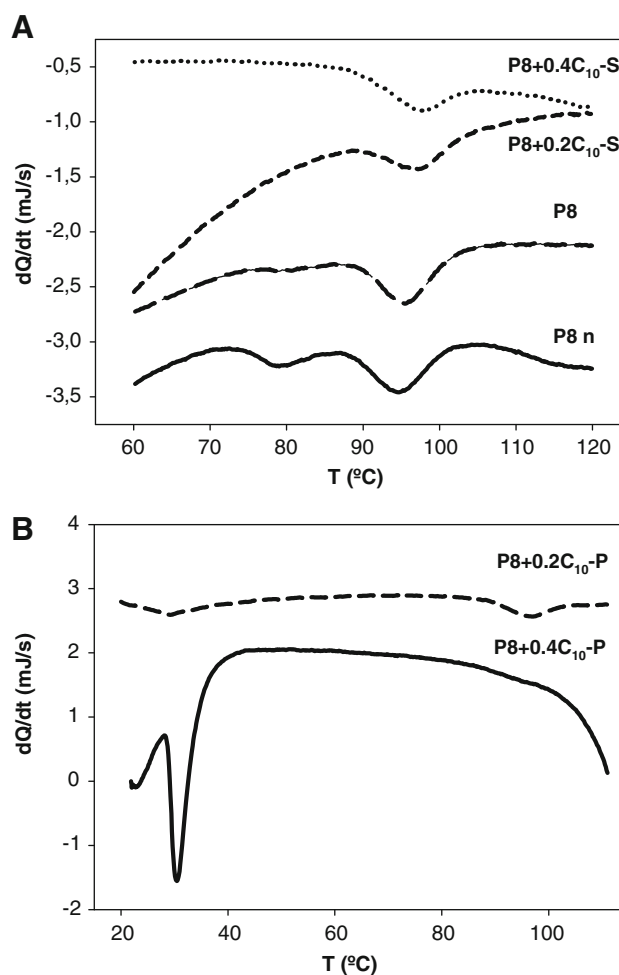 A
-0,5
-1,0
-1,5
-2,0
-2,5
-3,0
-3,5
dQ/dt (mJ/s)
P8+0.4C₁₀-S
P8+0.2C₁₀-S
P8
P8 n
60 70 80 90 100 110 120
T (ºC)
B
4
3
2
1
0
-1
-2
dQ/dt (mJ/s)
P8+0.2C₁₀-P
P8+0.4C₁₀-P
20 40 60 80 100
T (ºC)